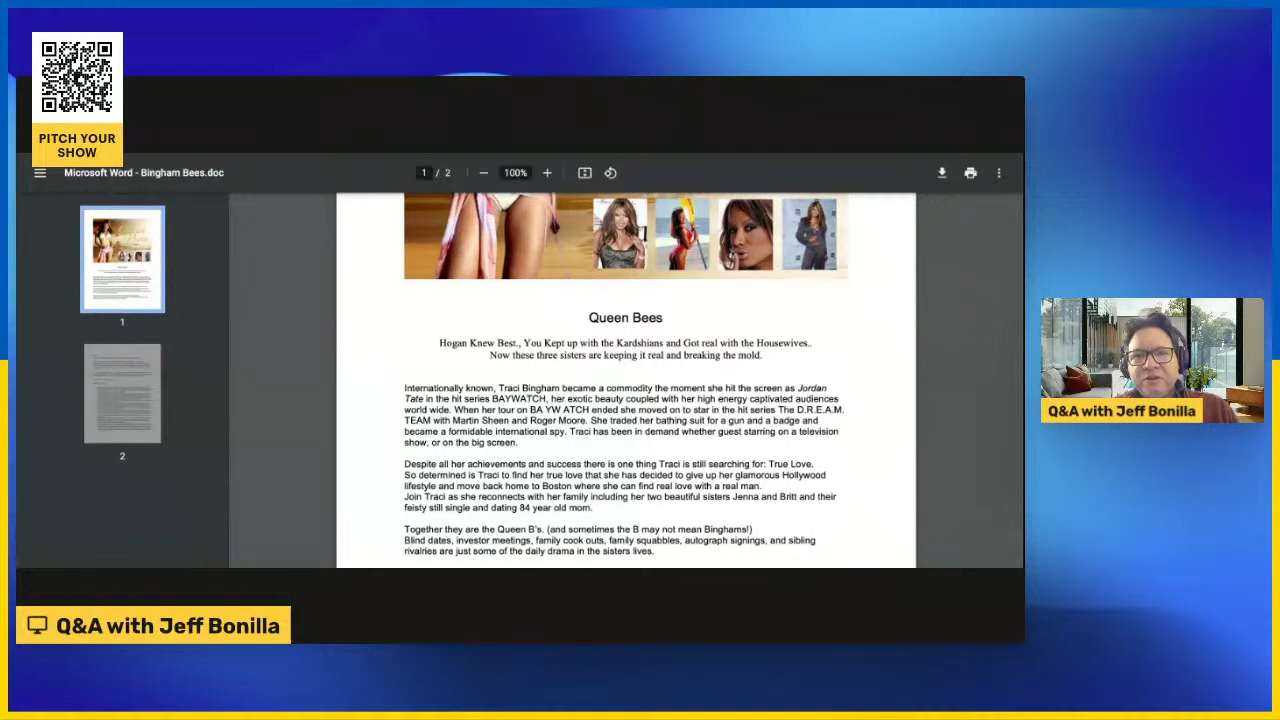 PITCH YOUR
SHOW
Microsoft Word - Bingham Bees.doc
1 / 2
100%
1
2
Queen Bees
Hogan Knew Best., You Kept up with the Kardshians and Got real with the Housewives..
Now these three sisters are keeping it real and breaking the mold.
Internationally known, Traci Bingham became a commodity the moment she hit the screen as Jordan
Tate in the hit series BAYWATCH, her exotic beauty coupled with her high energy captivated audiences
world wide. When her tour on BA YW ATCH ended she moved on to star in the hit series The D.R.E.A.M.
TEAM with Martin Sheen and Roger Moore. She traded her bathing suit for a gun and a badge and
became a formidable international spy. Traci has been in demand whether guest starring on a television
show, or on the big screen.
Despite all her achievements and success there is one thing Traci is still searching for: True Love.
So determined is Traci to find her true love that she has decided to give up her glamorous Hollywood
lifestyle and move back home to Boston where she can find real love with a real man.
Join Traci as she reconnects with her family including her two beautiful sisters Jenna and Britt and their
feisty still single and dating 84 year old mom.
Together they are the Queen B's. (and sometimes the B may not mean Binghams!)
Blind dates, investor meetings, family cook outs, family squabbles, autograph signings, and sibling
rivalries are just some of the daily drama in the sisters lives.
Q&A with Jeff Bonilla
Q&A with Jeff Bonilla